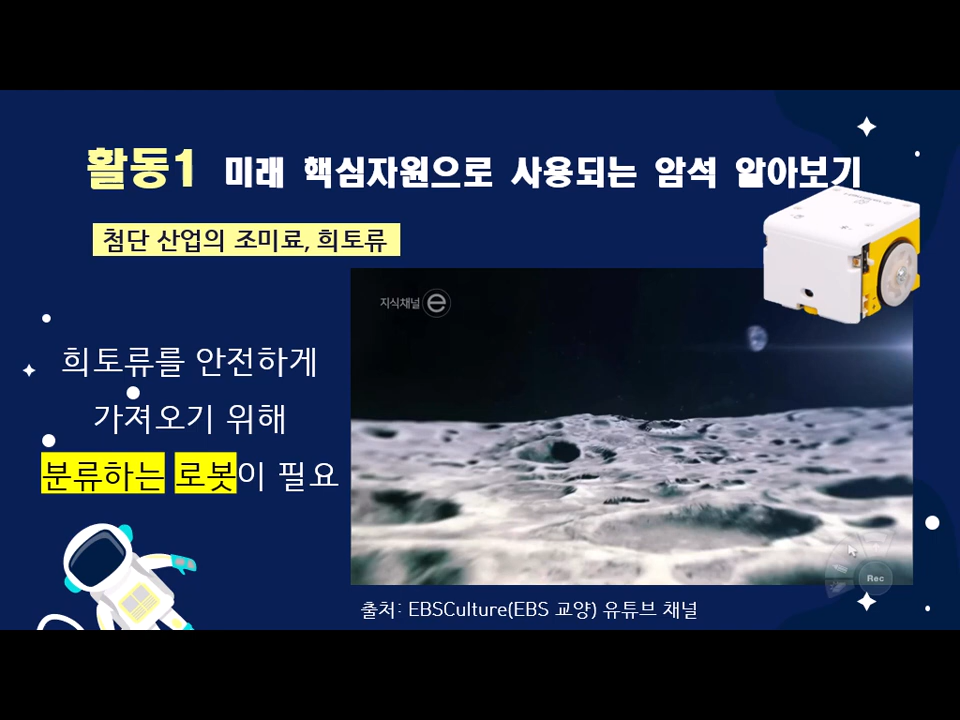 활동1 미래 핵심자원으로 사용되는 암석 알아보기
첨단 산업의 조미료, 희토류
지식채널 e
희토류를 안전하게
가져오기 위해
분류하는 로봇이 필요
Rec
출처: EBSCulture(EBS 교양) 유튜브 채널